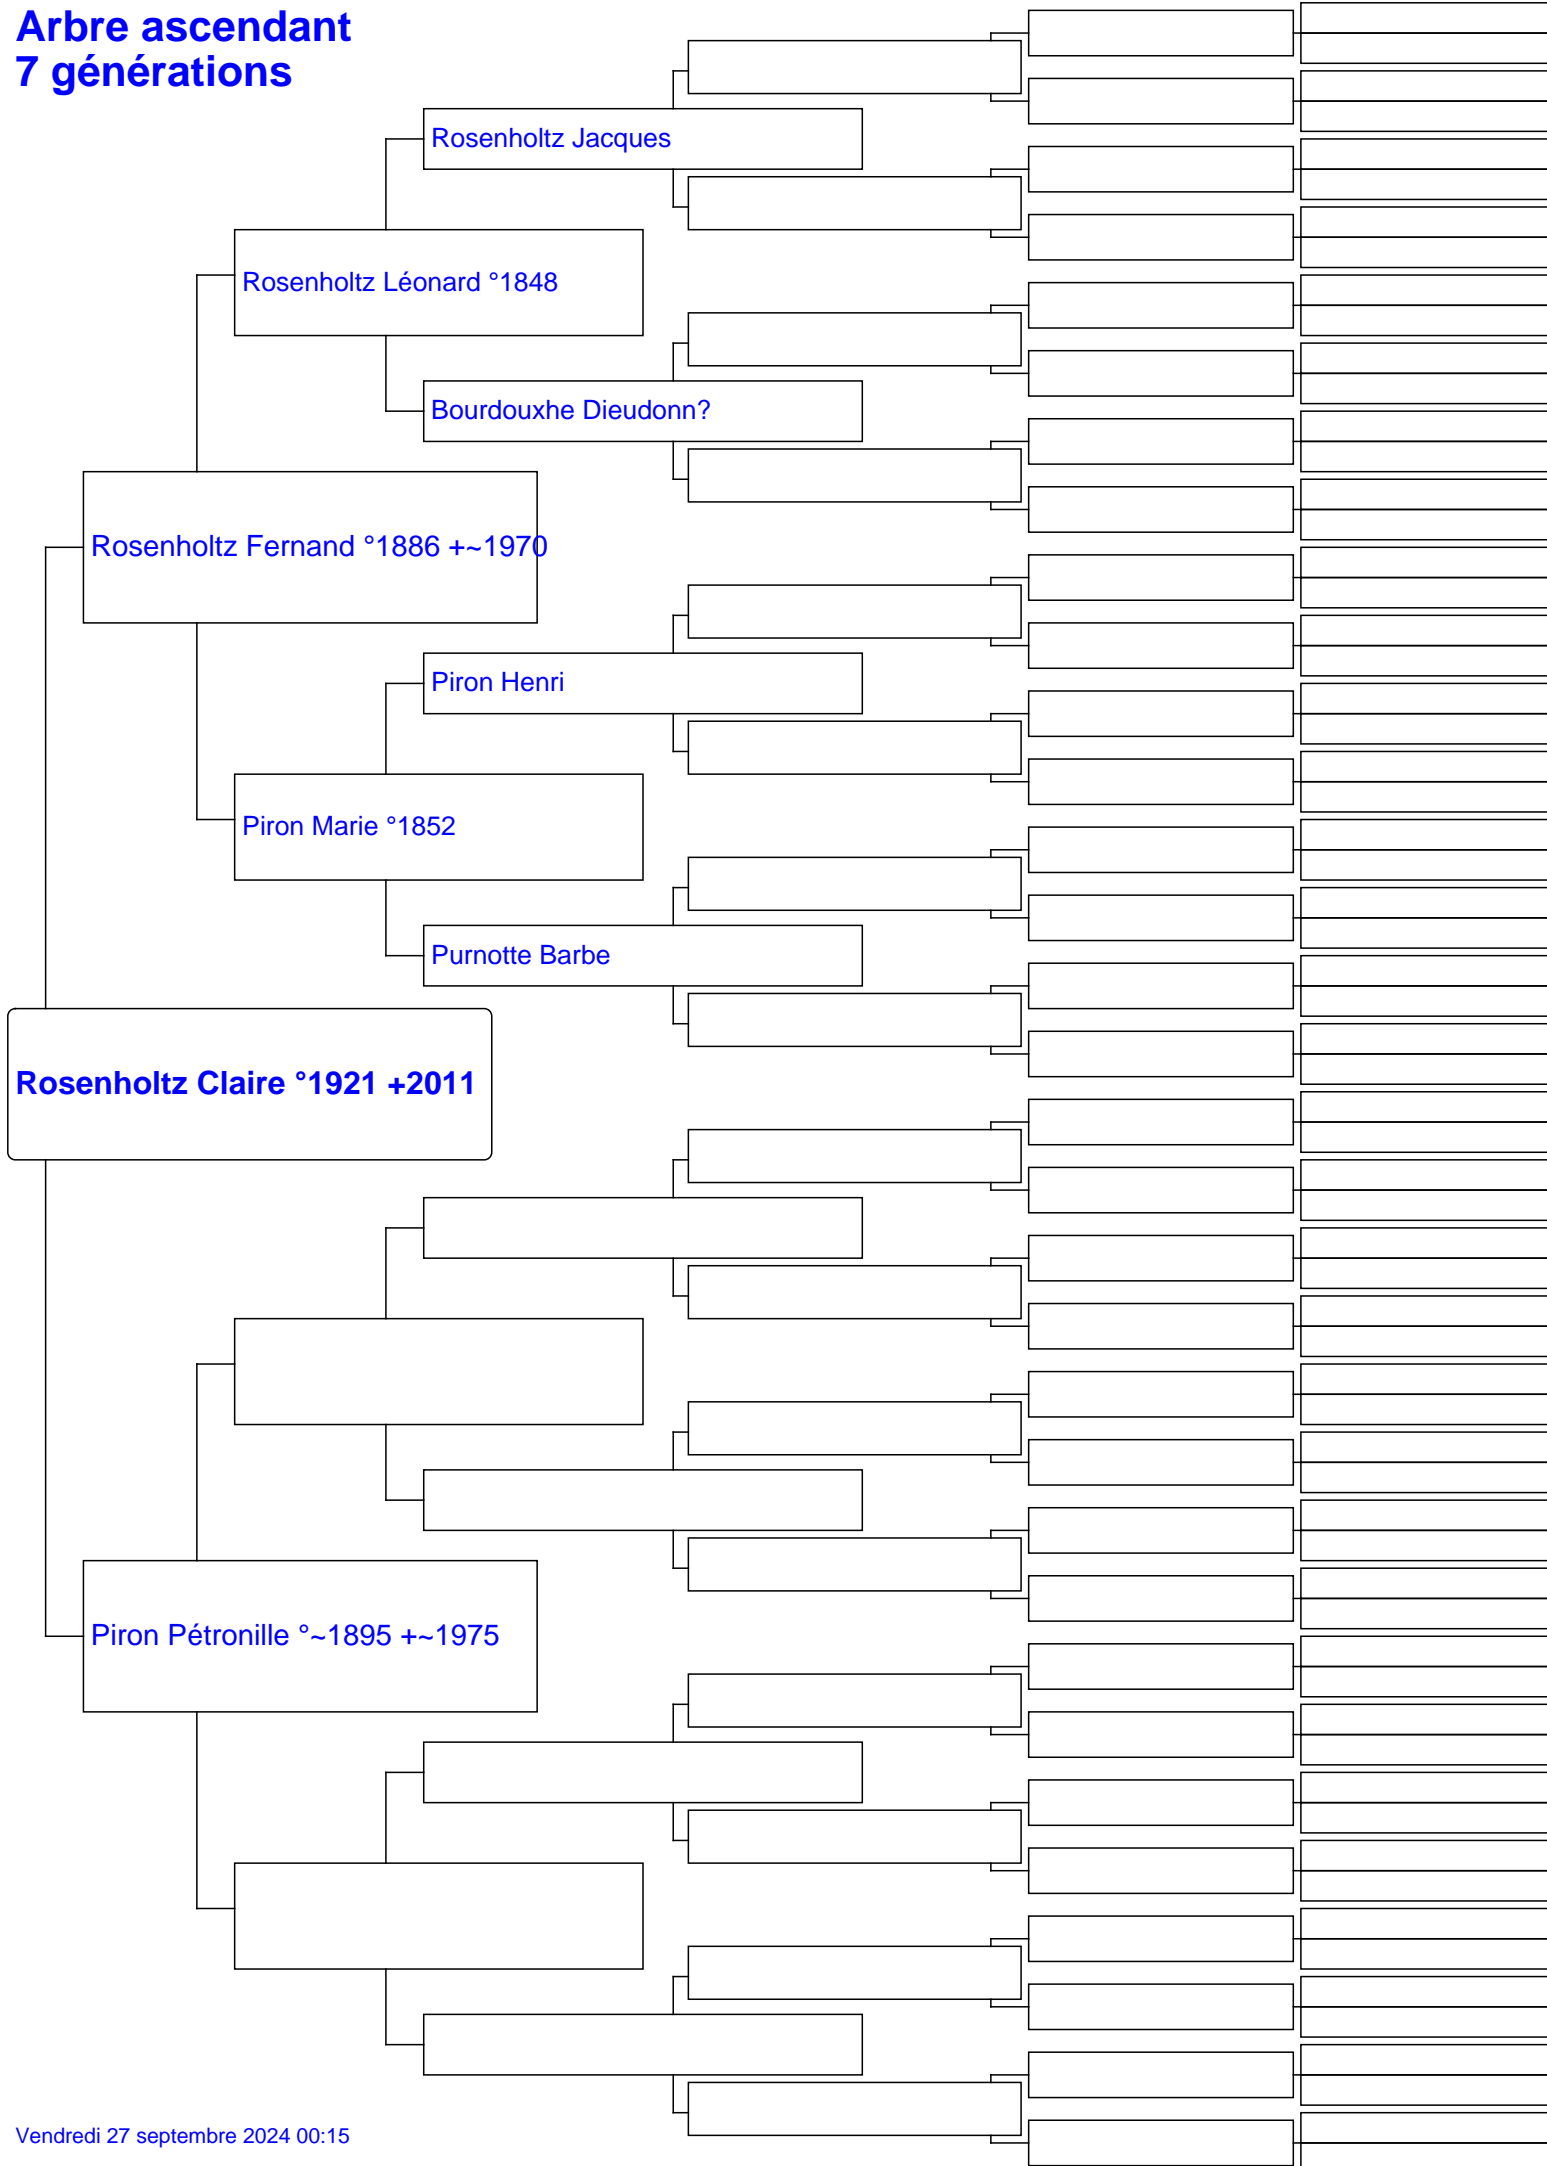 Arbre ascendant
7 générations
Rosenholtz Jacques
Rosenholtz Léonard °1848
Bourdouxhe Dieudonn?
Rosenholtz Fernand °1886 +~1970
Piron Henri
Piron Marie °1852
Purnotte Barbe
Rosenholtz Claire °1921 +2011
Piron Pétronille °~1895 +~1975
Vendredi 27 septembre 2024 00:15